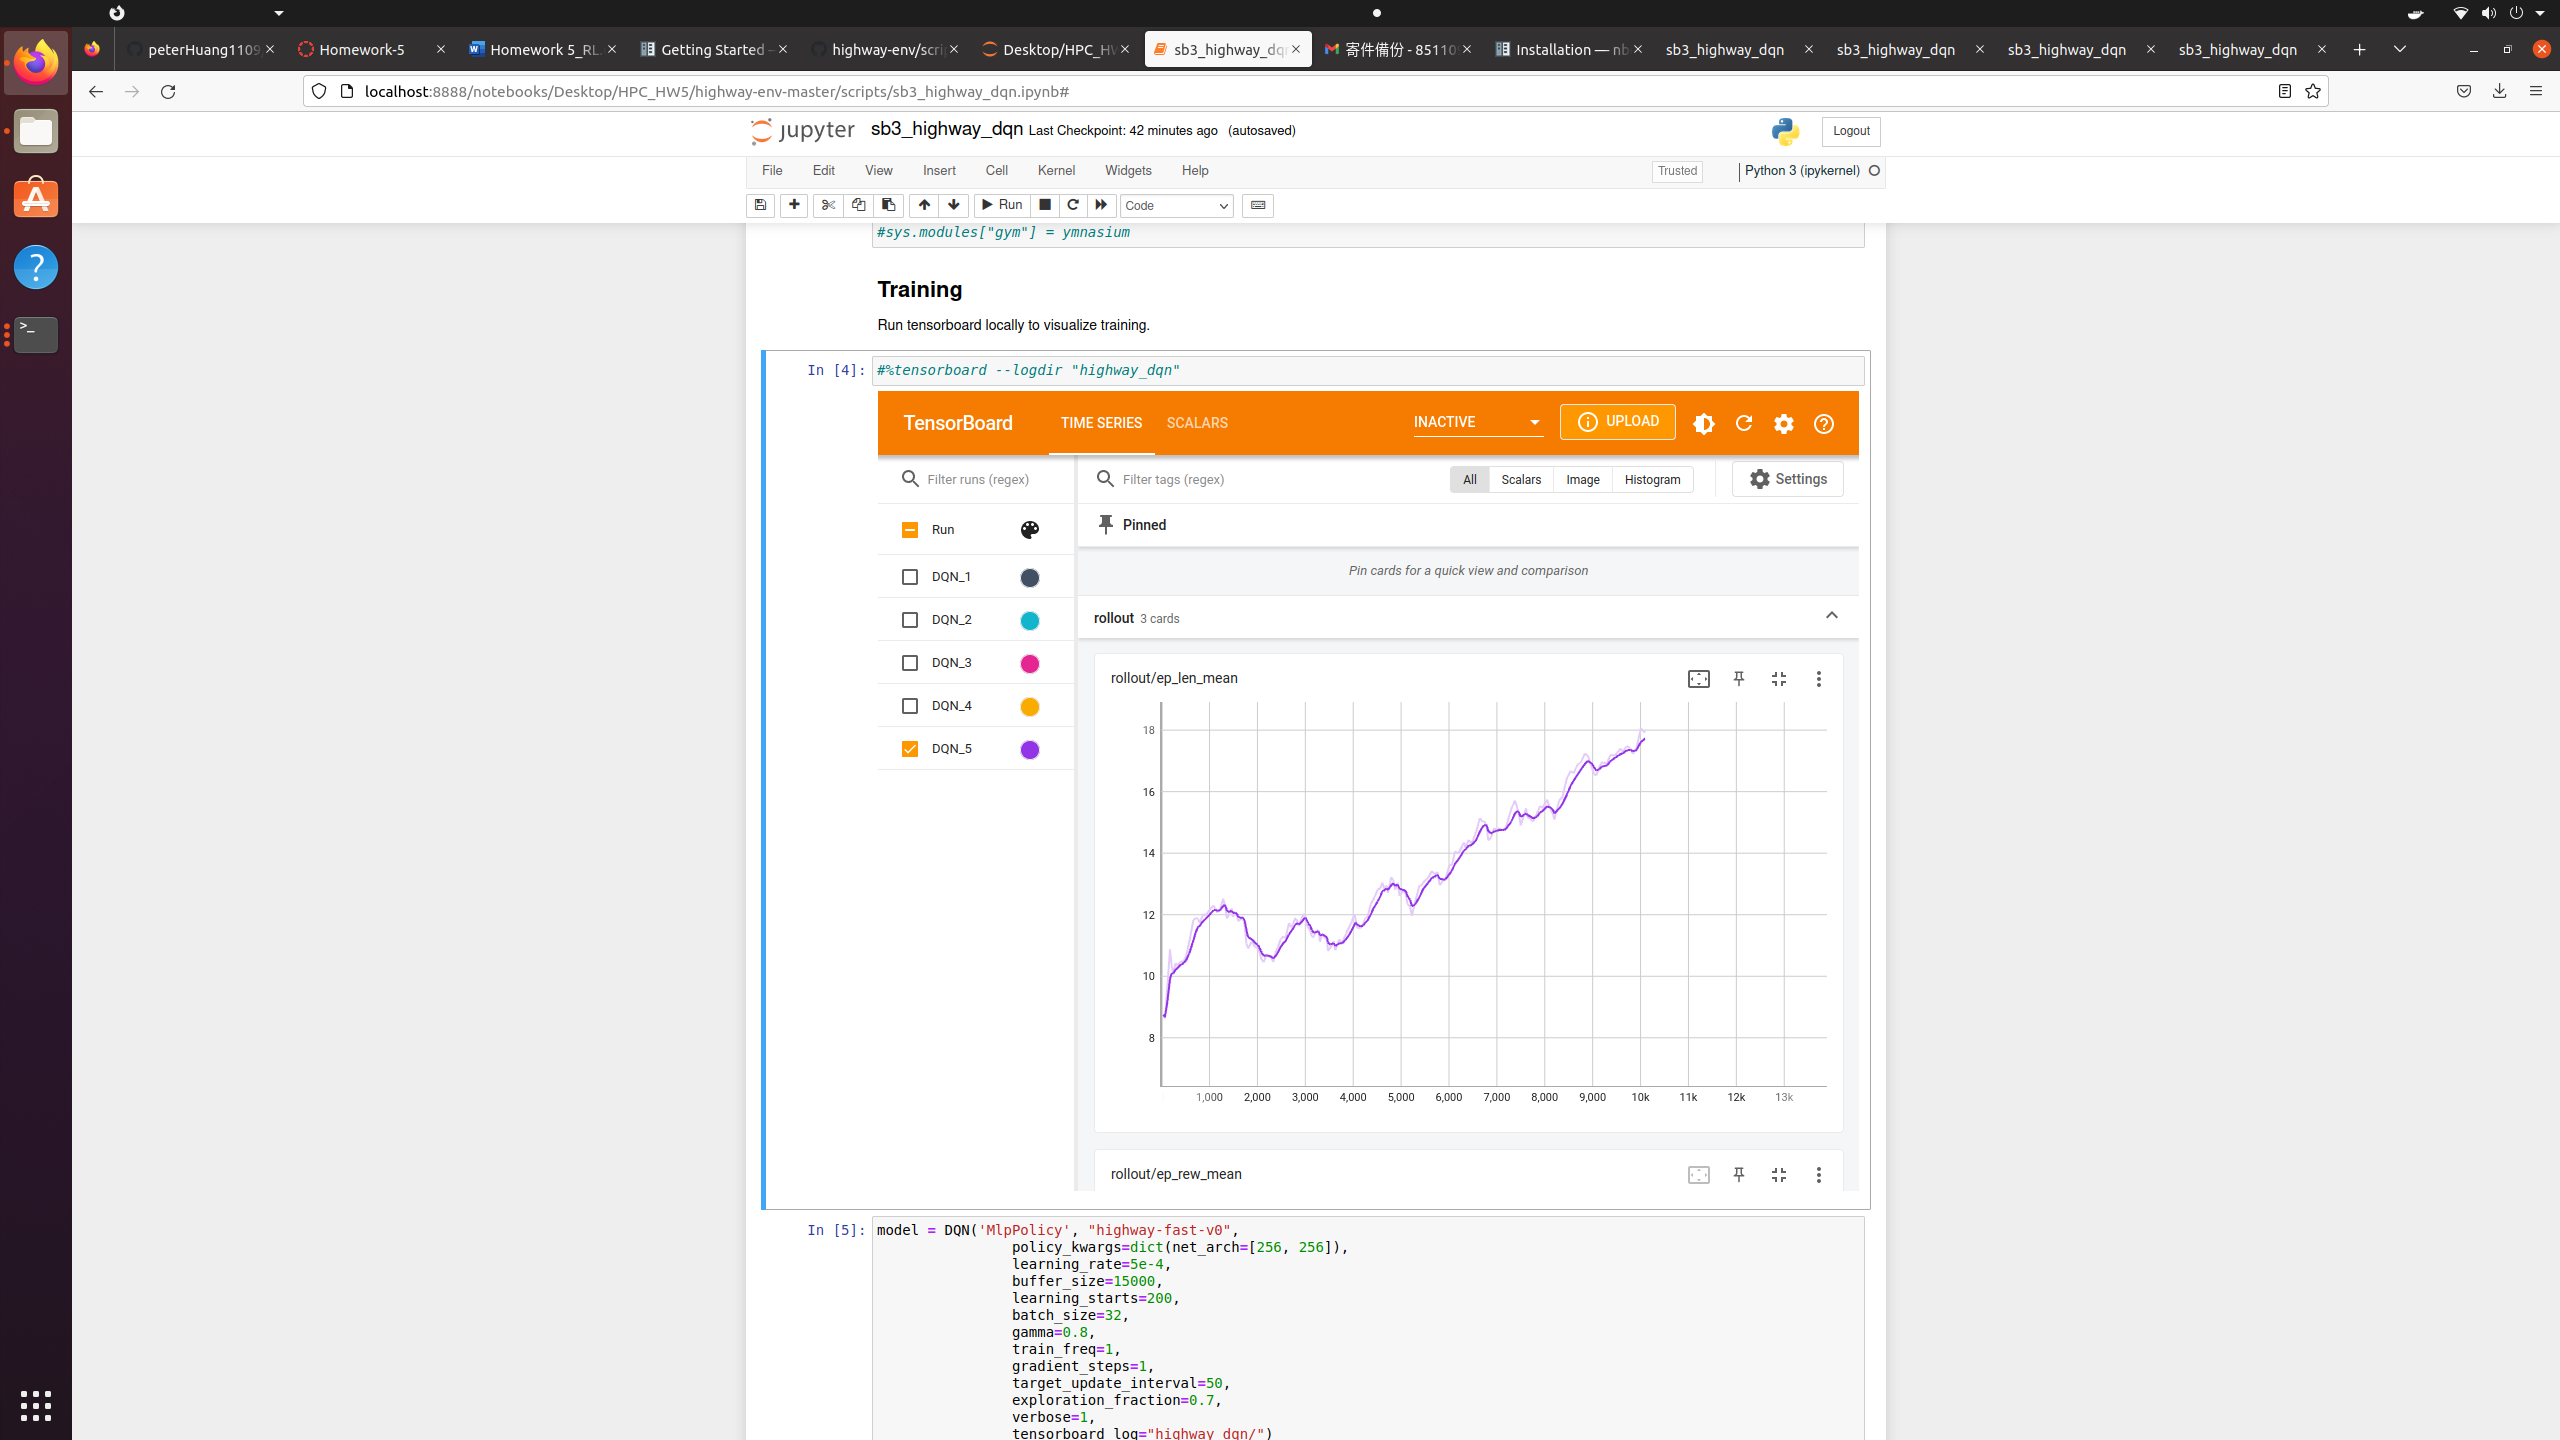 peterHuang1109
Homework-5
Homework 5_RL.
Getting Started –
highway-env/scri
Desktop/HPC_HW
sb3_highway_dq
寄件備份 - 85110
Installation — nb
sb3_highway_dqn
sb3_highway_dqn
sb3_highway_dqn
sb3_highway_dqn
localhost:8888/notebooks/Desktop/HPC_HW5/highway-env-master/scripts/sb3_highway_dqn.ipynb#
jupyter sb3_highway_dqn Last Checkpoint: 42 minutes ago (autosaved)
Logout
File Edit View Insert Cell Kernel Widgets Help
Trusted
Python 3 (ipykernel)
Run
Code
#sys.modules["gym"] = ymnasium
Training
Run tensorboard locally to visualize training.
In [4]: #%tensorboard --logdir "highway_dqn"
TensorBoard TIME SERIES SCALARS INACTIVE UPLOAD
Filter runs (regex)
Filter tags (regex)
All Scalars Image Histogram
Settings
Run
Pinned
Pin cards for a quick view and comparison
DQN_1
DQN_2
DQN_3
DQN_4
DQN_5
rollout 3 cards
rollout/ep_len_mean
18
16
14
12
10
8
1,000 2,000 3,000 4,000 5,000 6,000 7,000 8,000 9,000 10k 11k 12k 13k
rollout/ep_rew_mean
In [5]: model = DQN('MlpPolicy', "highway-fast-v0",
policy_kwargs=dict(net_arch=[256, 256]),
learning_rate=5e-4,
buffer_size=15000,
learning_starts=200,
batch_size=32,
gamma=0.8,
train_freq=1,
gradient_steps=1,
target_update_interval=50,
exploration_fraction=0.7,
verbose=1,
tensorboard_log="highway_dqn/")